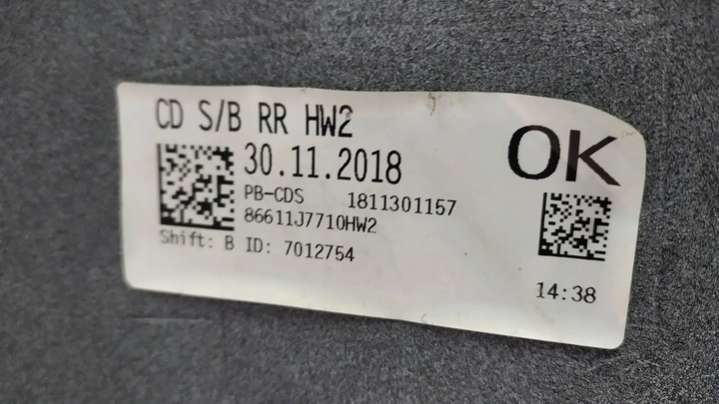 CD S/B RR HW2
OK
30.11.2018
PB-CDS 1811301157
86611J7710HW2
Shift: B ID: 7012754
14:38